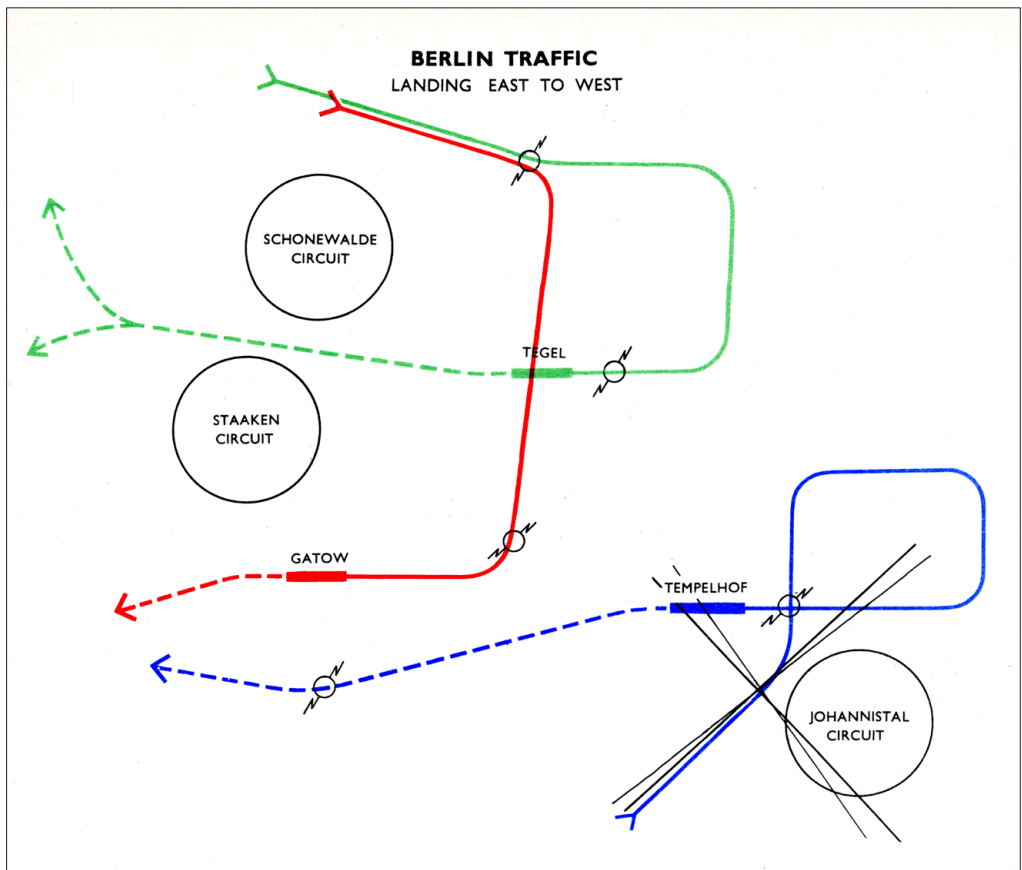 BERLIN TRAFFIC
LANDING EAST TO WEST
SCHONEWALDE
CIRCUIT
TEGEL
STAAKEN
CIRCUIT
GATOW
TEMPELHOF
JOHANNISTAL
CIRCUIT